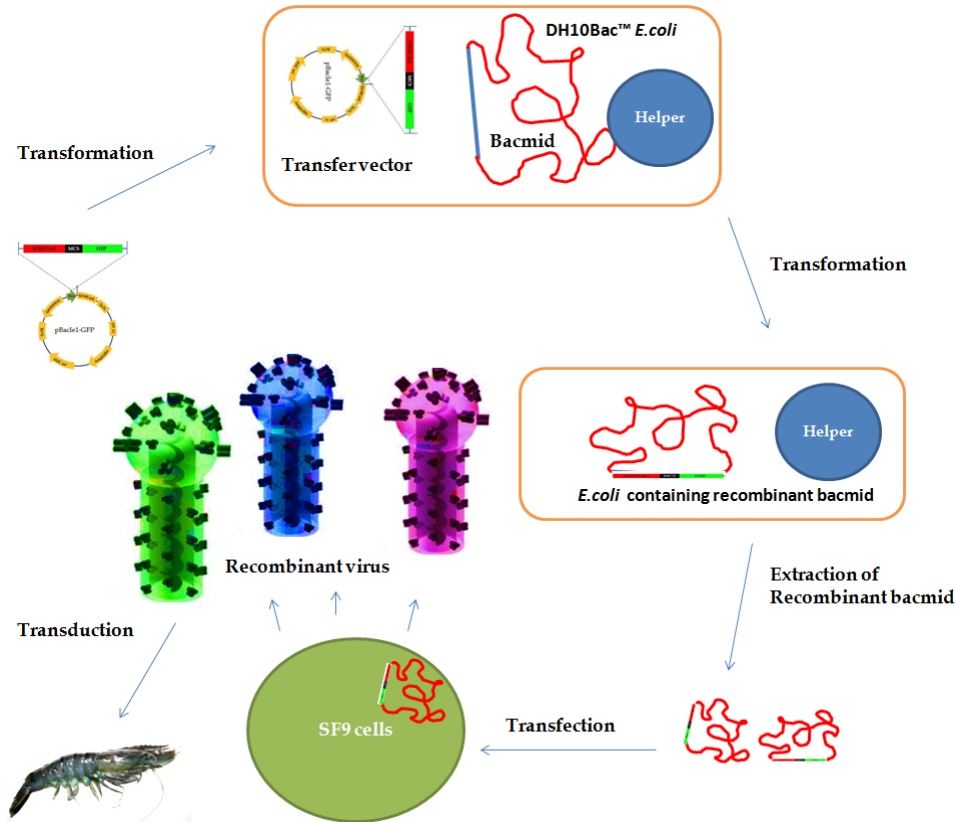 DH10Bac™ E.coli
pBacIe1-GFP
MCS
GFP
Helper
Bacmid
Transfer vector
Transformation
MCS
GFP
pBacIe1-GFP
Transformation
Helper
E.coli containing recombinant bacmid
Recombinant virus
Extraction of
Recombinant bacmid
Transduction
SF9 cells
Transfection